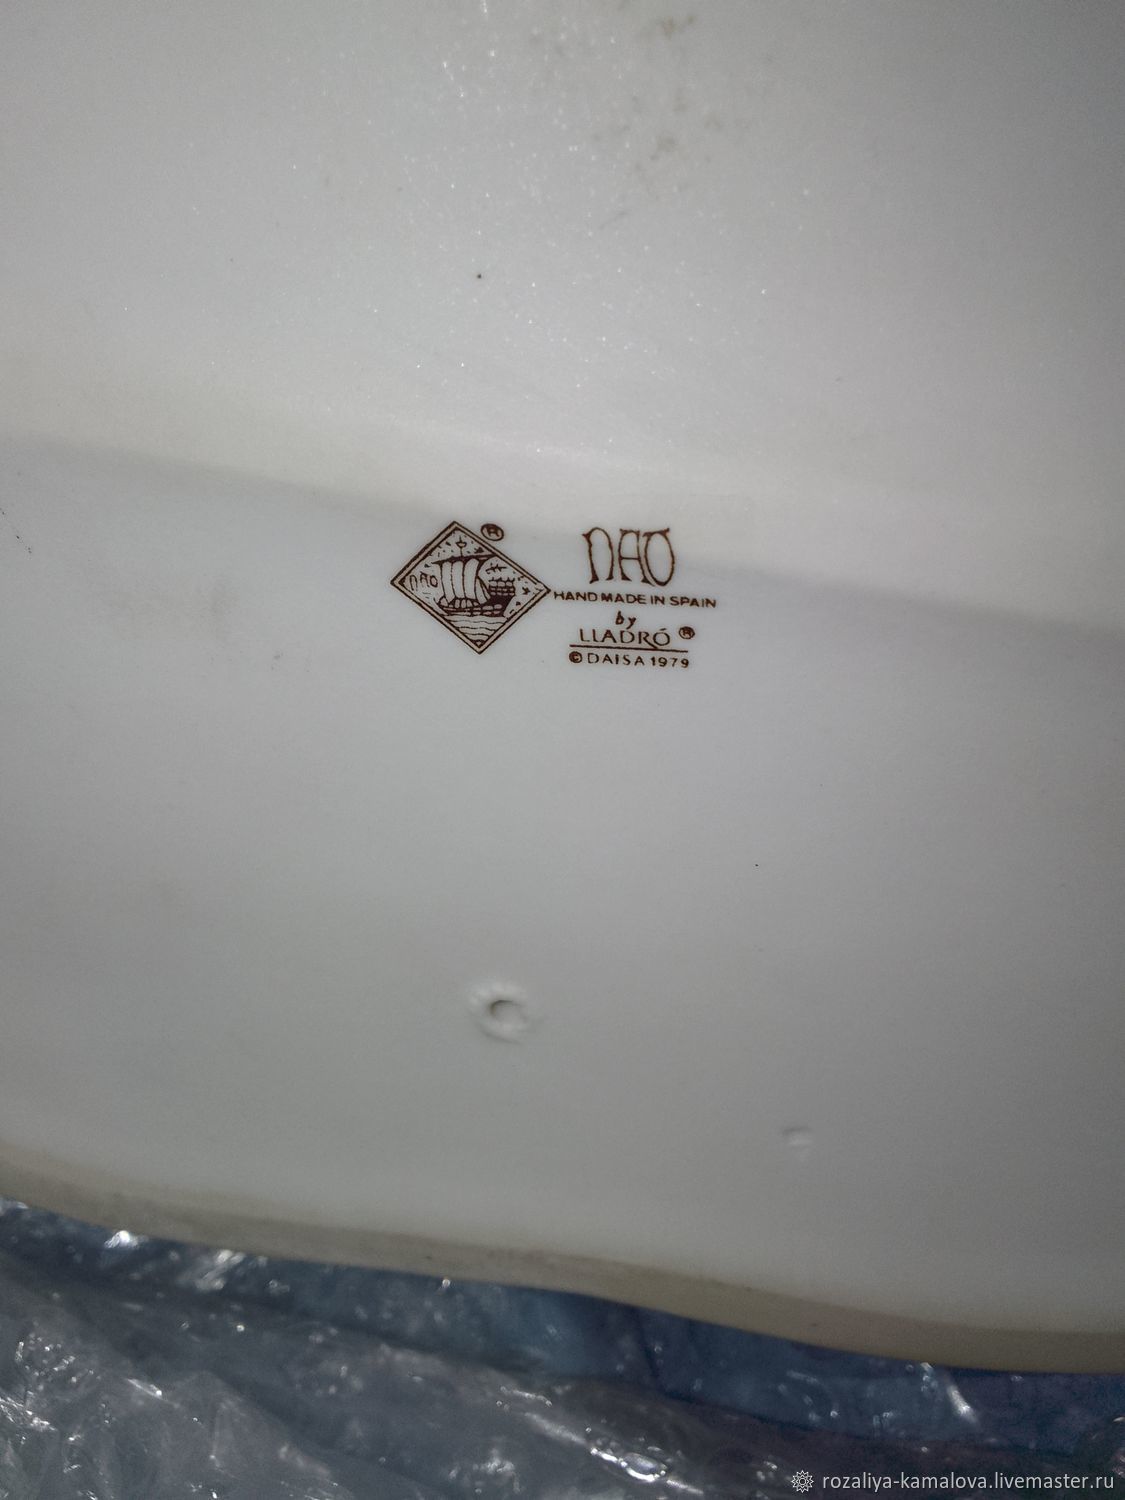 ®
NAO
NAO
HAND MADE IN SPAIN
by
LLADRÓ ®
© DAISA 1979
rozaliya-kamalova.livemaster.ru